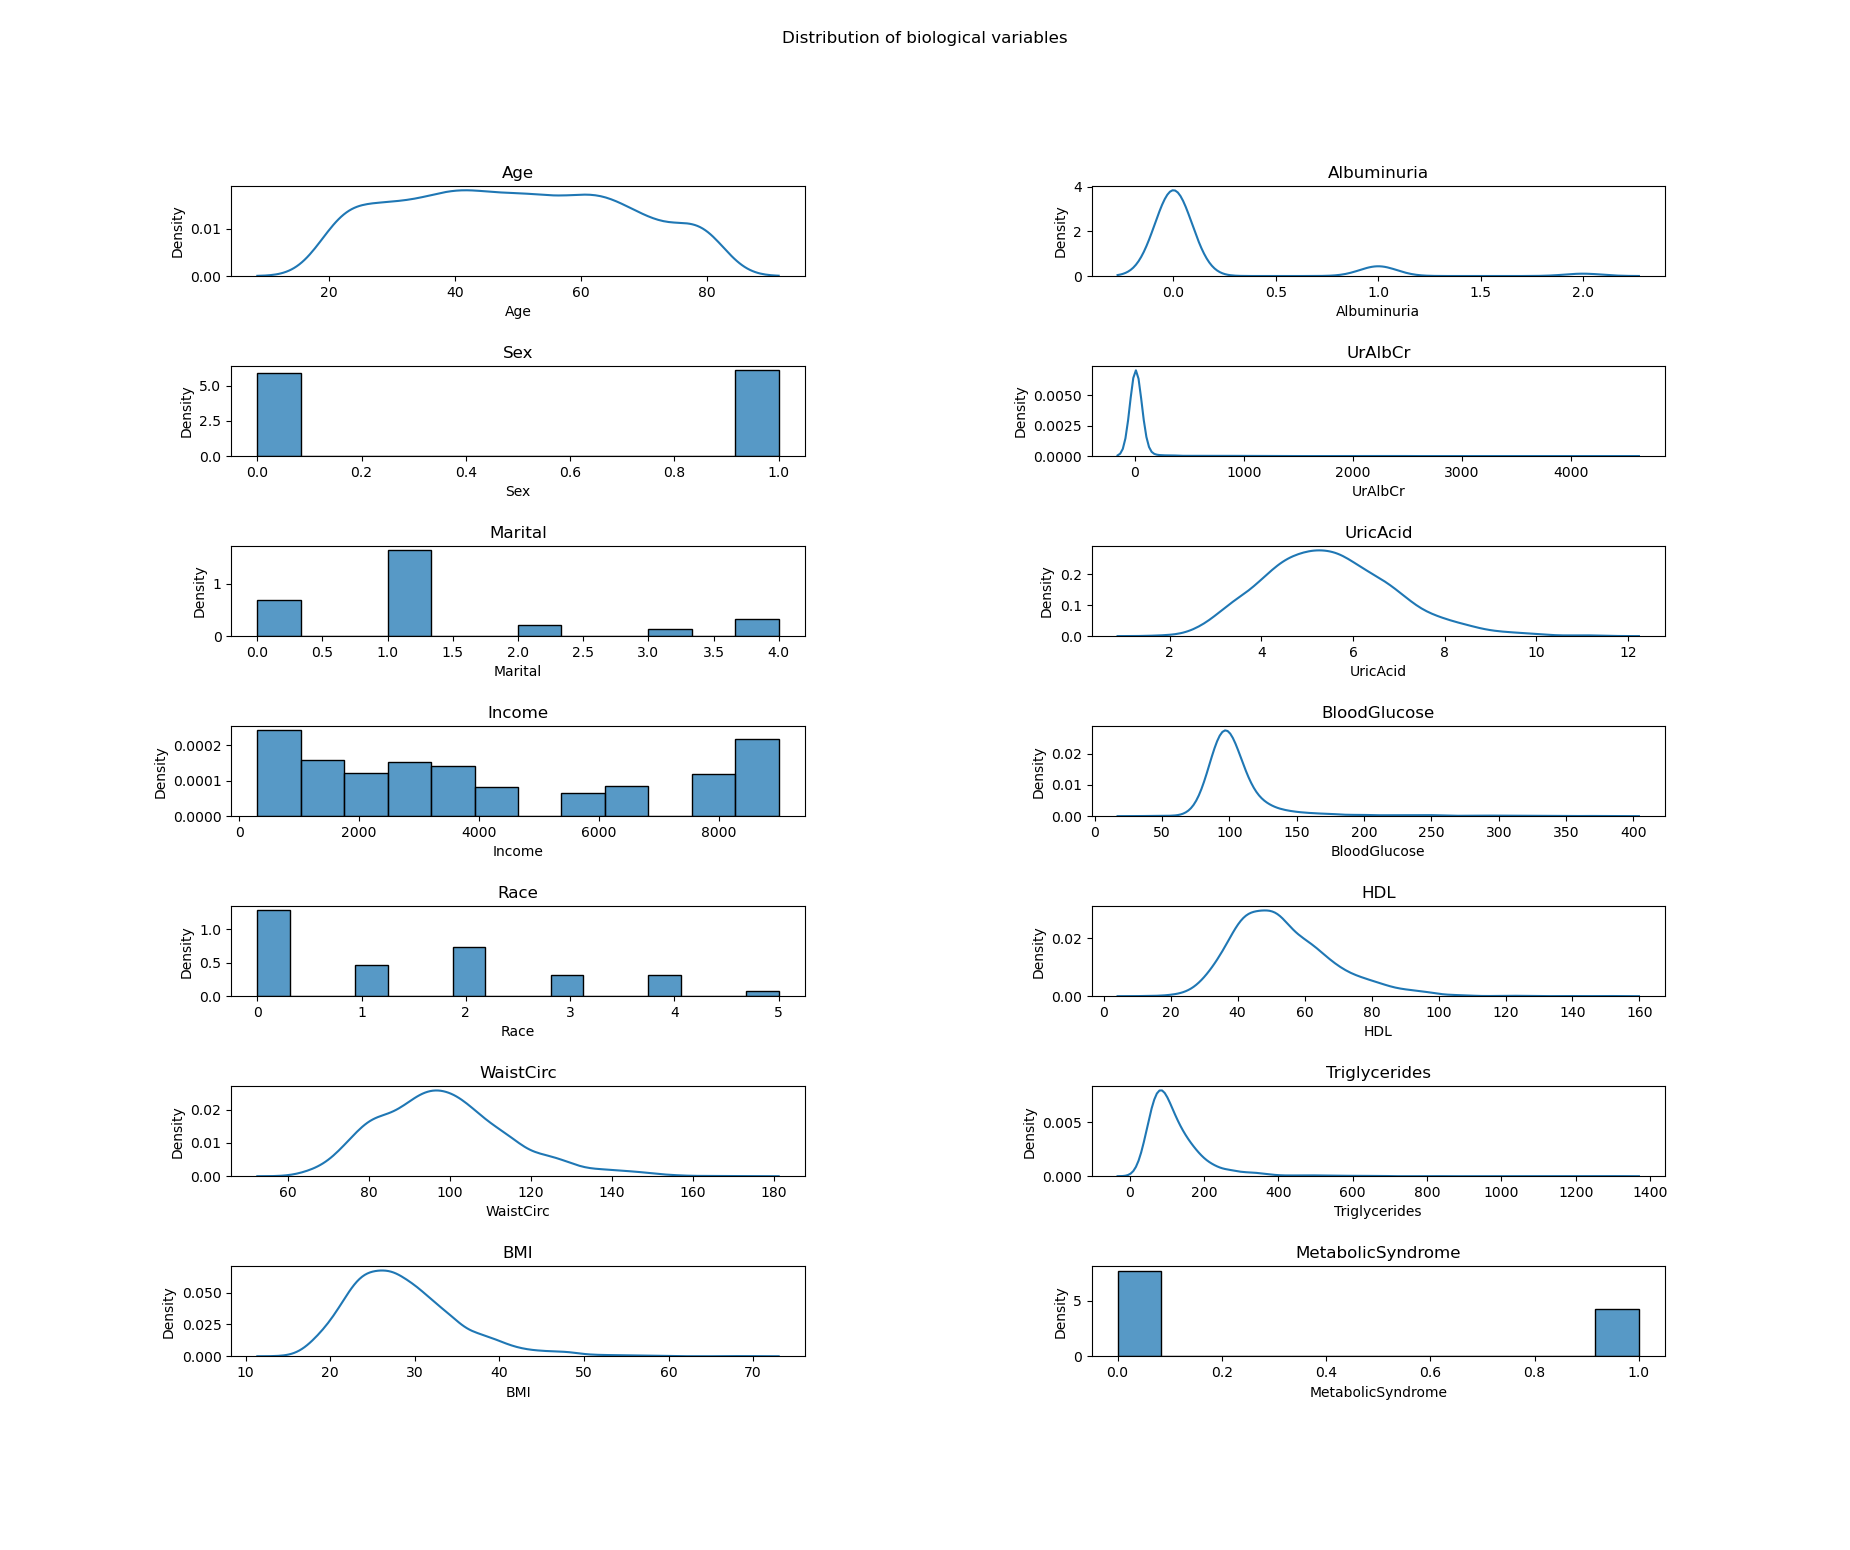 Distribution of biological variables
Age
Density
0.01
0.00
20 40 60 80
Age
Albuminuria
Density
4
2
0
0.0 0.5 1.0 1.5 2.0
Albuminuria
Sex
Density
5.0
2.5
0.0
0.0 0.2 0.4 0.6 0.8 1.0
Sex
UrAlbCr
Density
0.0050
0.0025
0.0000
0 1000 2000 3000 4000
UrAlbCr
Marital
Density
1
0
0.0 0.5 1.0 1.5 2.0 2.5 3.0 3.5 4.0
Marital
UricAcid
Density
0.2
0.1
0.0
2 4 6 8 10 12
UricAcid
Income
Density
0.0002
0.0001
0.0000
0 2000 4000 6000 8000
Income
BloodGlucose
Density
0.02
0.01
0.00
0 50 100 150 200 250 300 350 400
BloodGlucose
Race
Density
1.0
0.5
0.0
0 1 2 3 4 5
Race
HDL
Density
0.02
0.00
0 20 40 60 80 100 120 140 160
HDL
WaistCirc
Density
0.02
0.01
0.00
60 80 100 120 140 160 180
WaistCirc
Triglycerides
Density
0.005
0.000
0 200 400 600 800 1000 1200 1400
Triglycerides
BMI
Density
0.050
0.025
0.000
10 20 30 40 50 60 70
BMI
MetabolicSyndrome
Density
5
0
0.0 0.2 0.4 0.6 0.8 1.0
MetabolicSyndrome